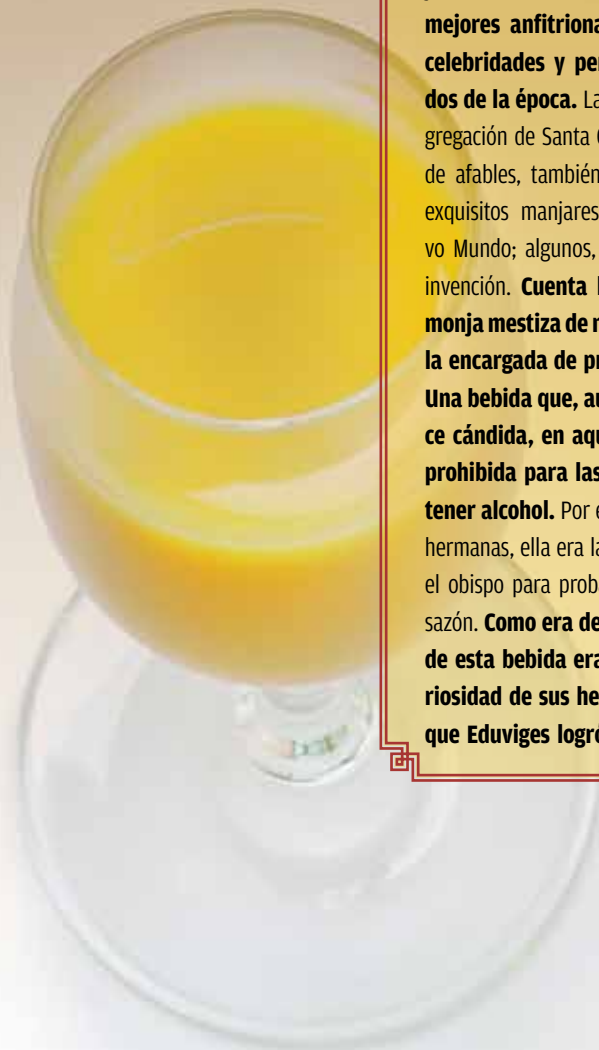 mejores anfitriona
celebridades y per
dos de la época. La
gregación de Santa
de afables, también
exquisitos manjares
vo Mundo; algunos,
invención. Cuenta
monja mestiza de
la encargada de pr
Una bebida que, au
ce cándida, en aqu
prohibida para las
tener alcohol. Por e
hermanas, ella era la
el obispo para proba
sazón. Como era de
de esta bebida era
riosidad de sus he
que Eduviges logró